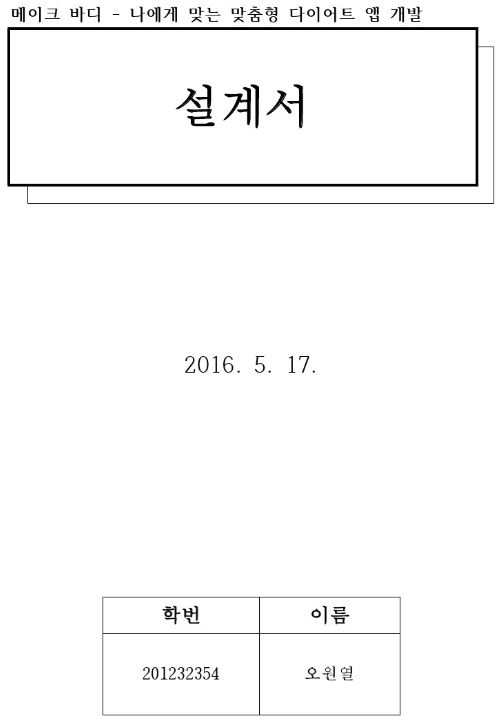 메이크 바디 - 나에게 맞는 맞춤형 다이어트 앱 개발
설계서
2016. 5. 17.
학번 이름
201232354 오원열